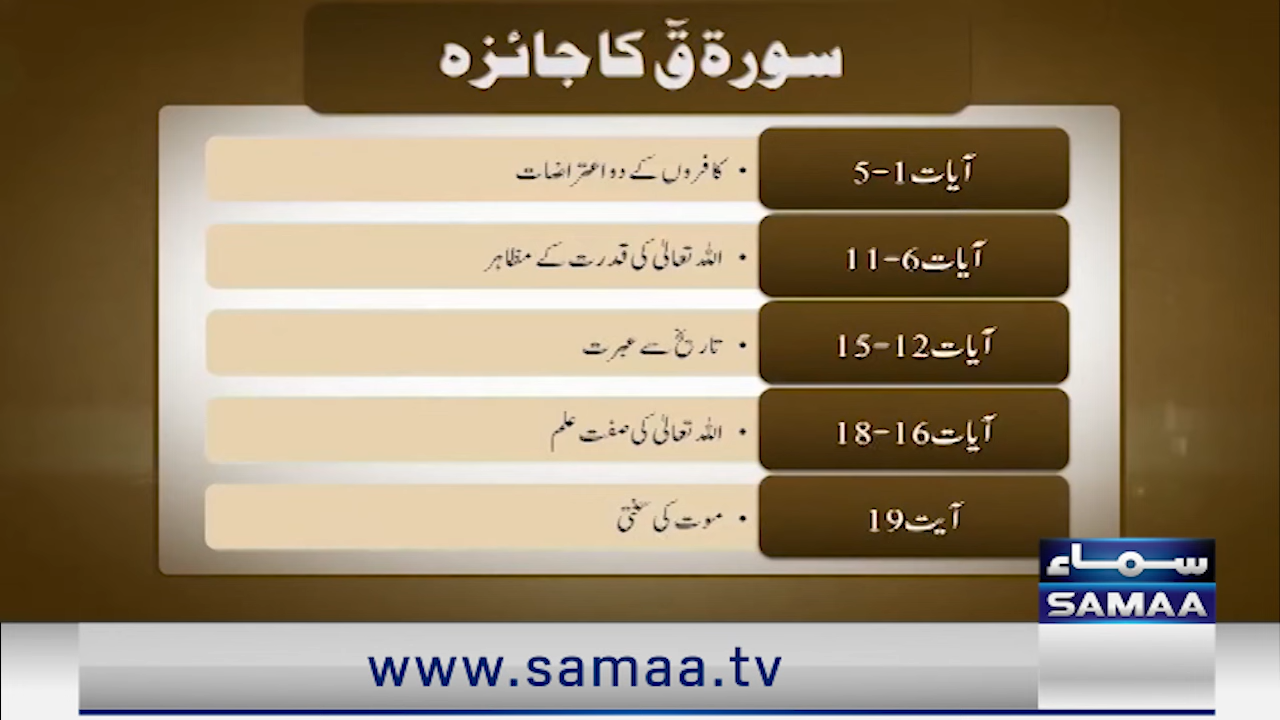 سورۃ قٓ کا جائزہ
آیات 1-5
• کافروں کے دو اعتراضات
آیات 6-11
• اللہ تعالیٰ کی قدرت کے مظاہر
آیات 12-15
• تاریخ سے عبرت
آیات 16-18
• اللہ تعالیٰ کی صفت علم
آیت 19
• موت کی سختی
سماء
SAMAA
www.samaa.tv